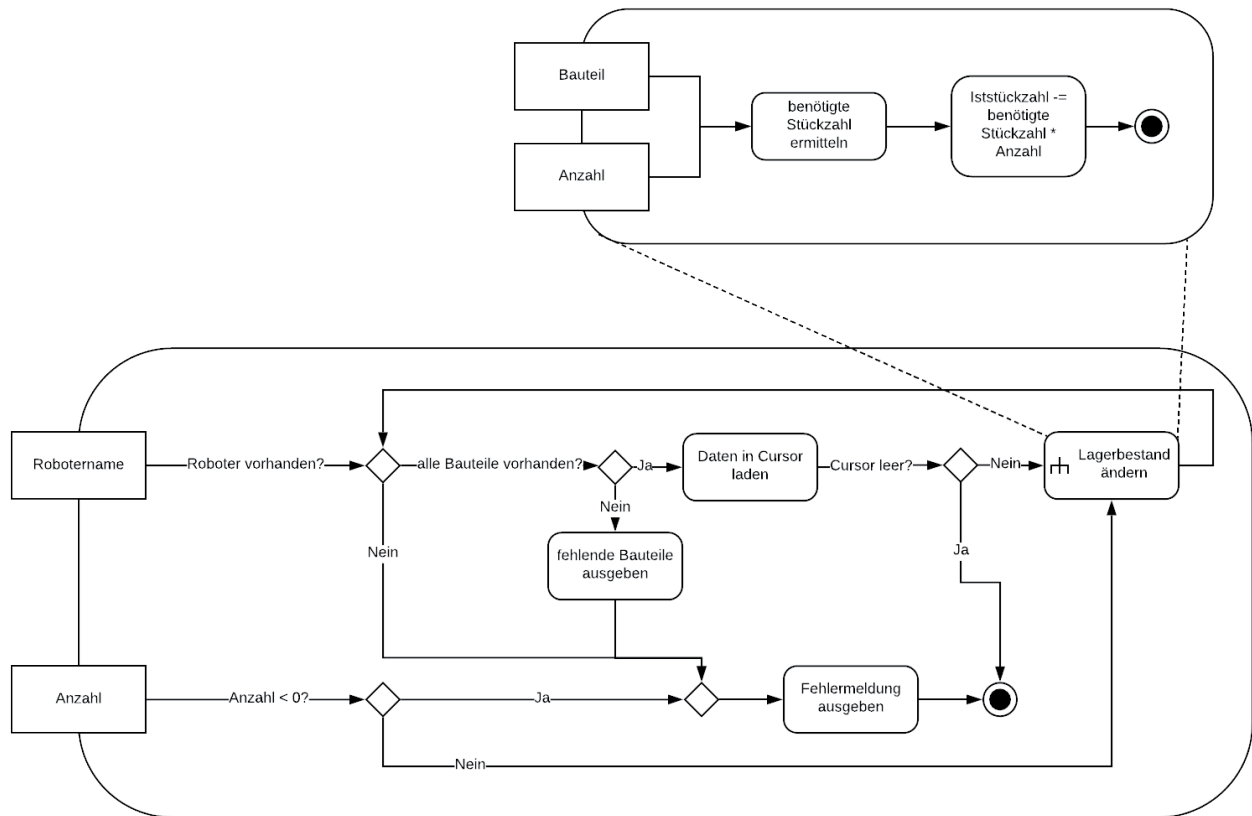 Bauteil
Anzahl
benötigte
Stückzahl
ermitteln
Iststückzahl -=
benötigte
Stückzahl *
Anzahl
Robotername
Roboter vorhanden?
alle Bauteile vorhanden?
Ja
Daten in Cursor
laden
Cursor leer?
Nein
Lagerbestand
ändern
Nein
Nein
fehlende Bauteile
ausgeben
Ja
Anzahl
Anzahl < 0?
Ja
Fehlermeldung
ausgeben
Nein